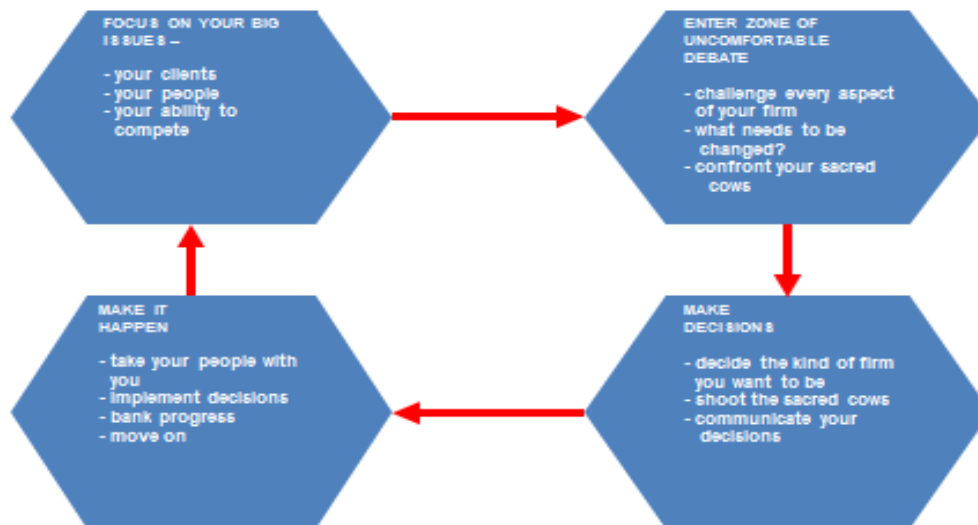 FOCUS ON YOUR BIG
ISSUES –
- your clients
- your people
- your ability to
compete
ENTER ZONE OF
UNCOMFORTABLE
DEBATE
- challenge every aspect
of your firm
- what needs to be
changed?
- confront your sacred
cows
MAKE
DECISIONS
- decide the kind of firm
you want to be
- shoot the sacred cows
- communicate your
decisions
MAKE IT
HAPPEN
- take your people with
you
- implement decisions
- bank progress
- move on